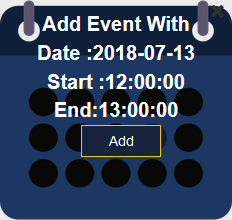 Add Event With
Date :2018-07-13
Start :12:00:00
End:13:00:00
Add